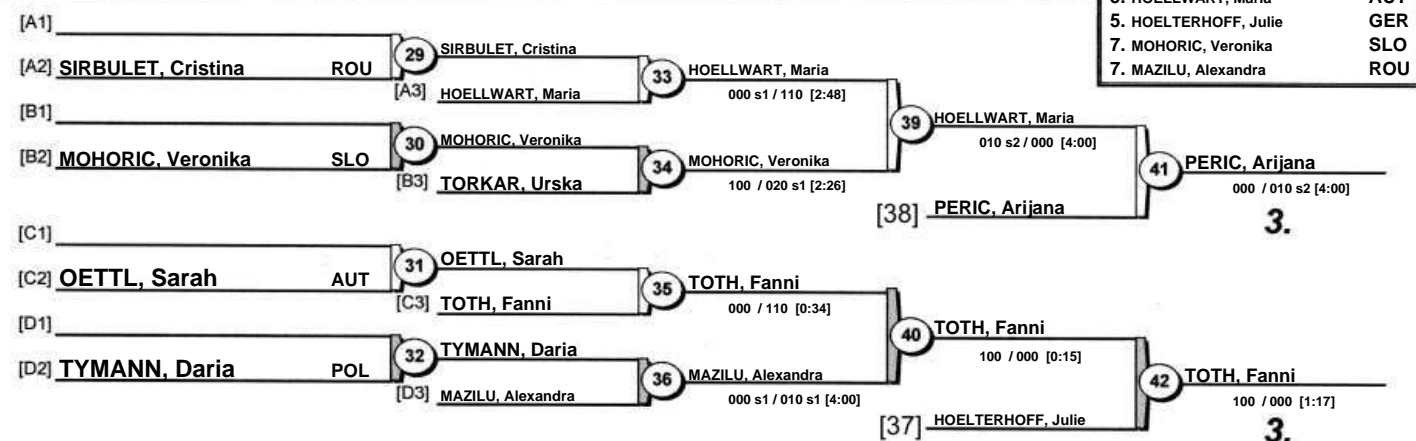 5. HOELTERHOFF, Julie GER
7. MOHORIC, Veronika SLO
7. MAZILU, Alexandra ROU
[A1]
[A2] SIRBULET, Cristina ROU
29
SIRBULET, Cristina
[A3] HOELLWART, Maria
33
HOELLWART, Maria
000 s1 / 110 [2:48]
[B1]
[B2] MOHORIC, Veronika SLO
30
MOHORIC, Veronika
[B3] TORKAR, Urska
34
MOHORIC, Veronika
100 / 020 s1 [2:26]
39
HOELLWART, Maria
010 s2 / 000 [4:00]
[38] PERIC, Arijana
41
PERIC, Arijana
000 / 010 s2 [4:00]
3.
[C1]
[C2] OETTL, Sarah AUT
31
OETTL, Sarah
[C3] TOTH, Fanni
35
TOTH, Fanni
000 / 110 [0:34]
[D1]
[D2] TYMANN, Daria POL
32
TYMANN, Daria
[D3] MAZILU, Alexandra
36
MAZILU, Alexandra
000 s1 / 010 s1 [4:00]
40
TOTH, Fanni
100 / 000 [0:15]
[37] HOELTERHOFF, Julie
42
TOTH, Fanni
100 / 000 [1:17]
3.